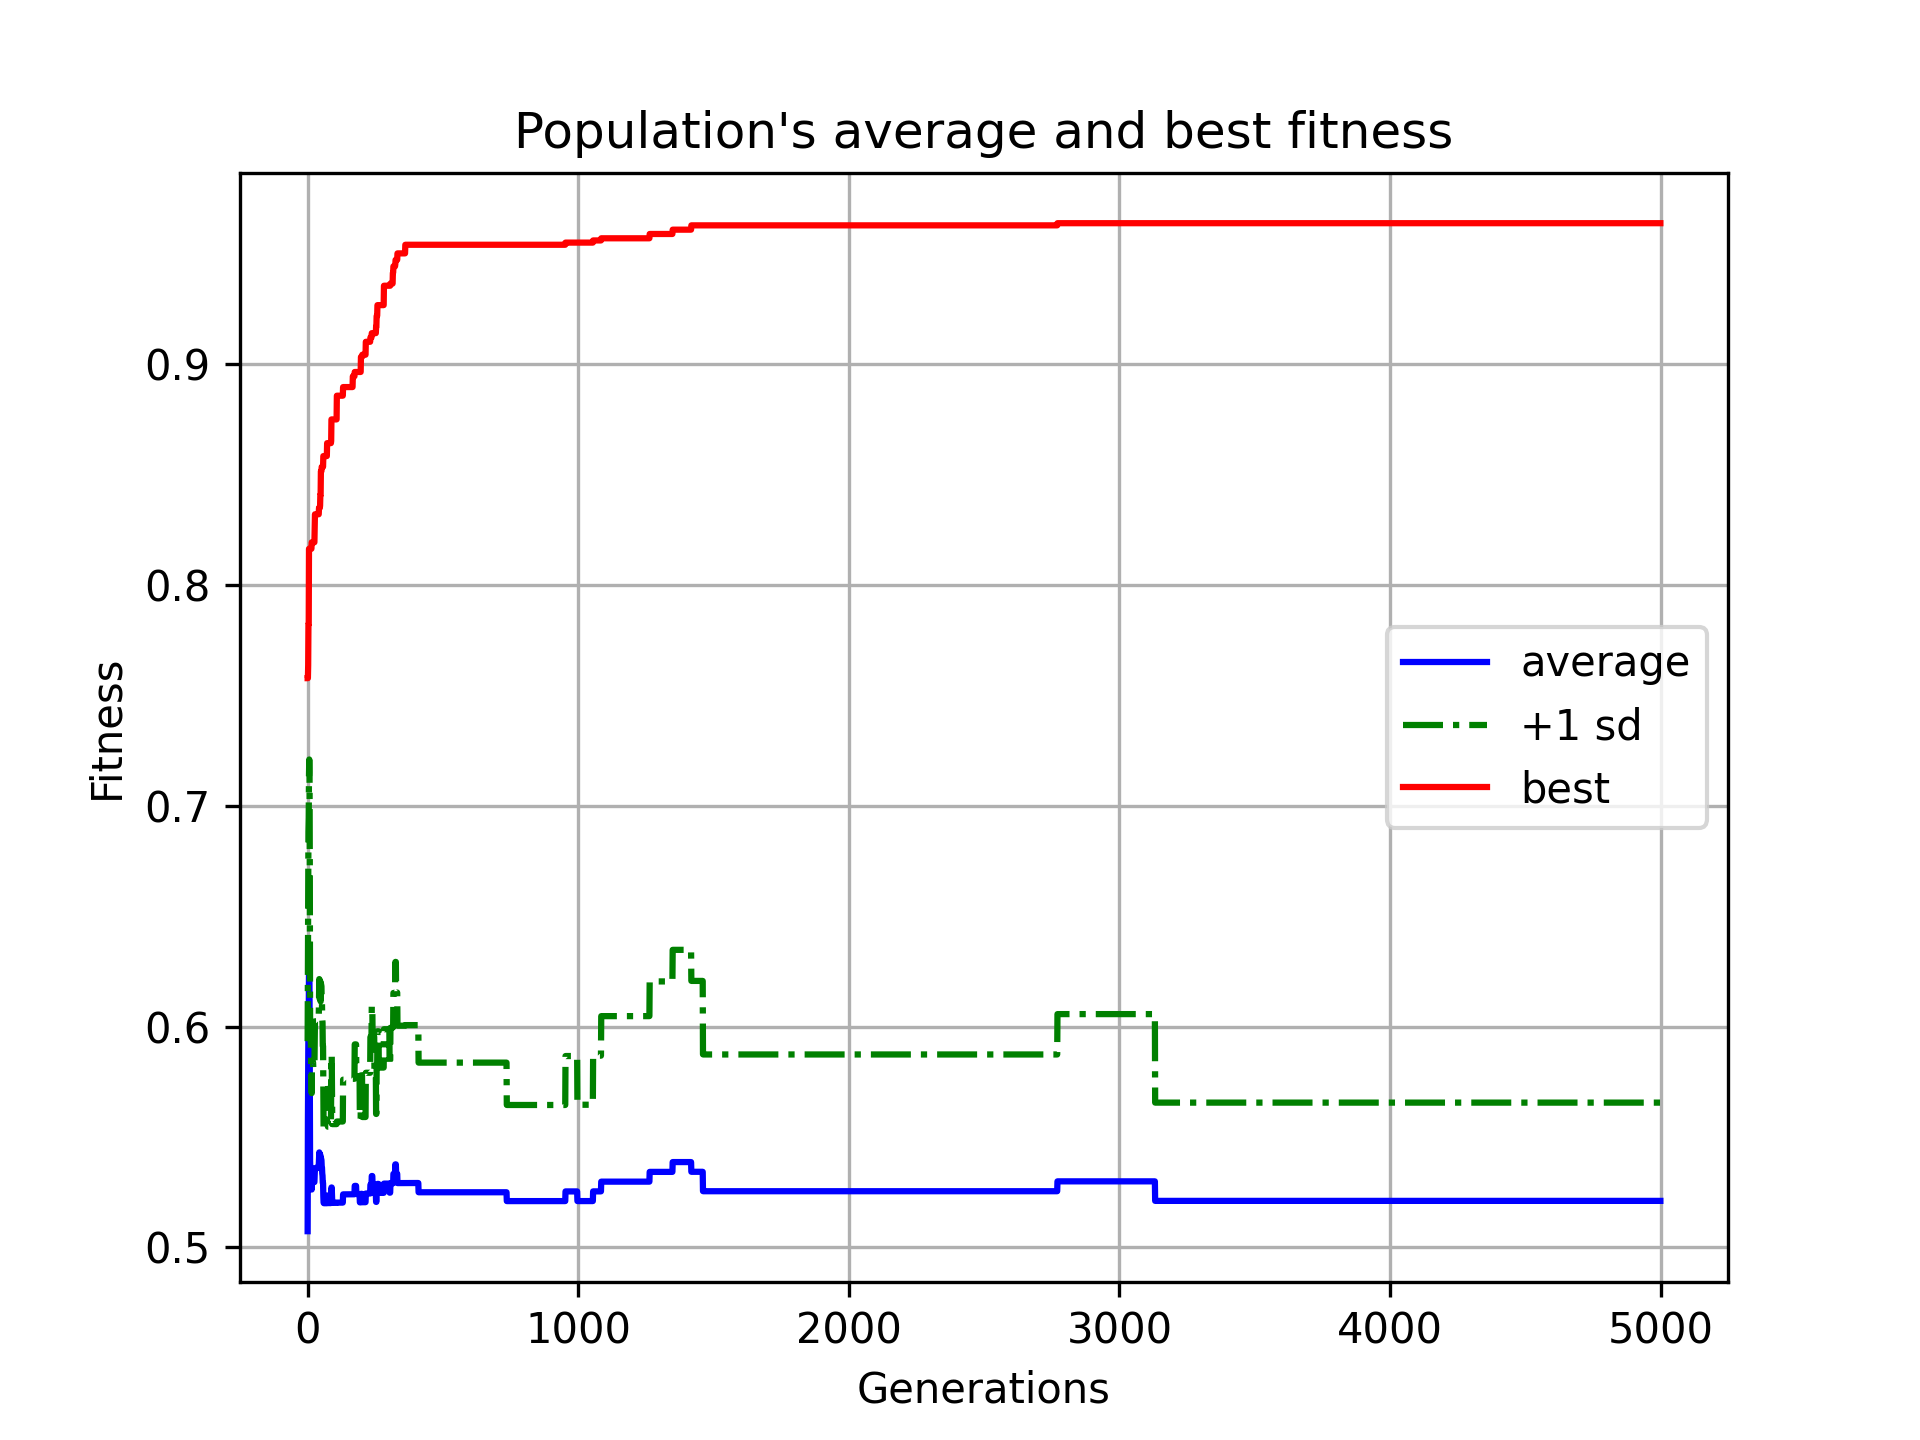 Population's average and best fitness
Fitness
0.9
0.8
0.7
0.6
0.5
average
+1 sd
best
0 1000 2000 3000 4000 5000
Generations